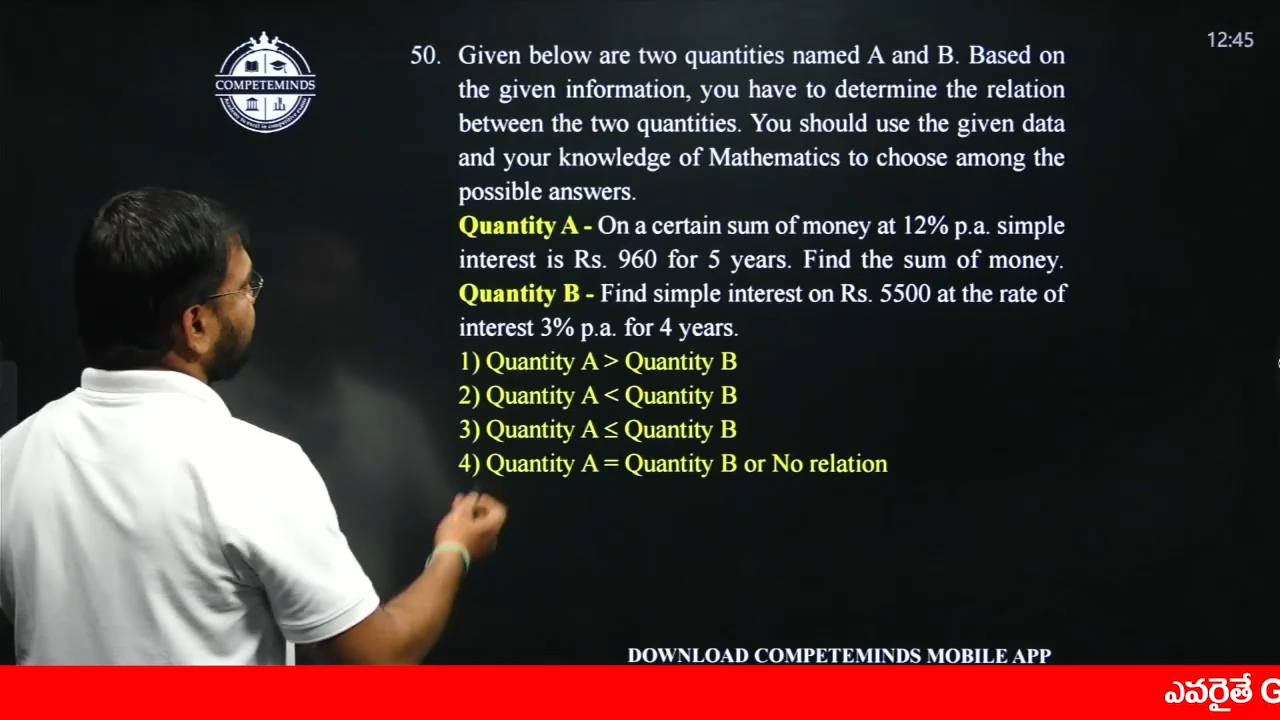 12:45
COMPETEMINDS
50. Given below are two quantities named A and B. Based on
the given information, you have to determine the relation
between the two quantities. You should use the given data
and your knowledge of Mathematics to choose among the
possible answers.
Quantity A - On a certain sum of money at 12% p.a. simple
interest is Rs. 960 for 5 years. Find the sum of money.
Quantity B - Find simple interest on Rs. 5500 at the rate of
interest 3% p.a. for 4 years.
1) Quantity A > Quantity B
2) Quantity A < Quantity B
3) Quantity A ≤ Quantity B
4) Quantity A = Quantity B or No relation
DOWNLOAD COMPETEMINDS MOBILE APP
ఎవరైతే G